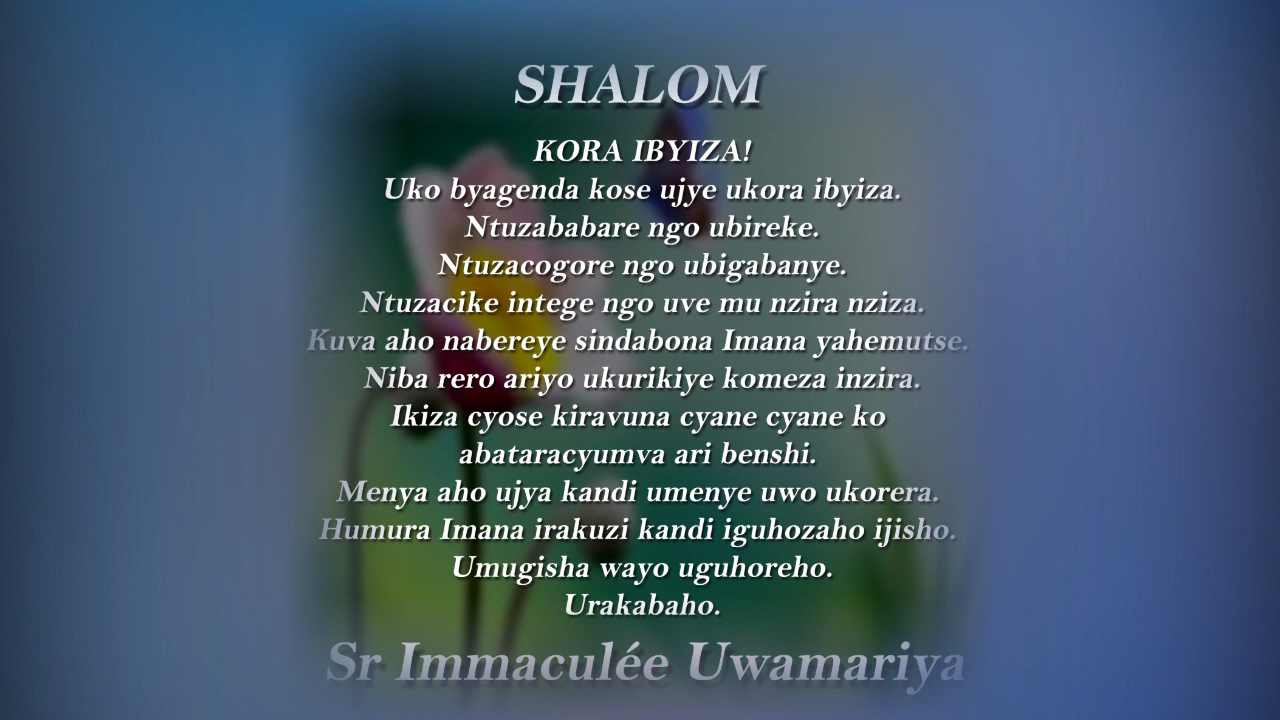 SHALOM
KORA IBYIZA!
Uko byagenda kose ujye ukora ibyiza.
Ntuzababare ngo ubireke.
Ntuzacogore ngo ubigabanye.
Ntuzacike intege ngo uve mu nzira nziza.
Kuva aho nabereye sindabona Imana yahemutse.
Niba rero ariyo ukurikiye komeza inzira.
Ikiza cyose kiravuna cyane cyane ko
abataracyumva ari benshi.
Menya aho ujya kandi umenye uwo ukorera.
Humura Imana irakuzi kandi iguhozaho ijisho.
Umugisha wayo uguhoreho.
Urakabaho.
Sr Immaculée Uwamariya